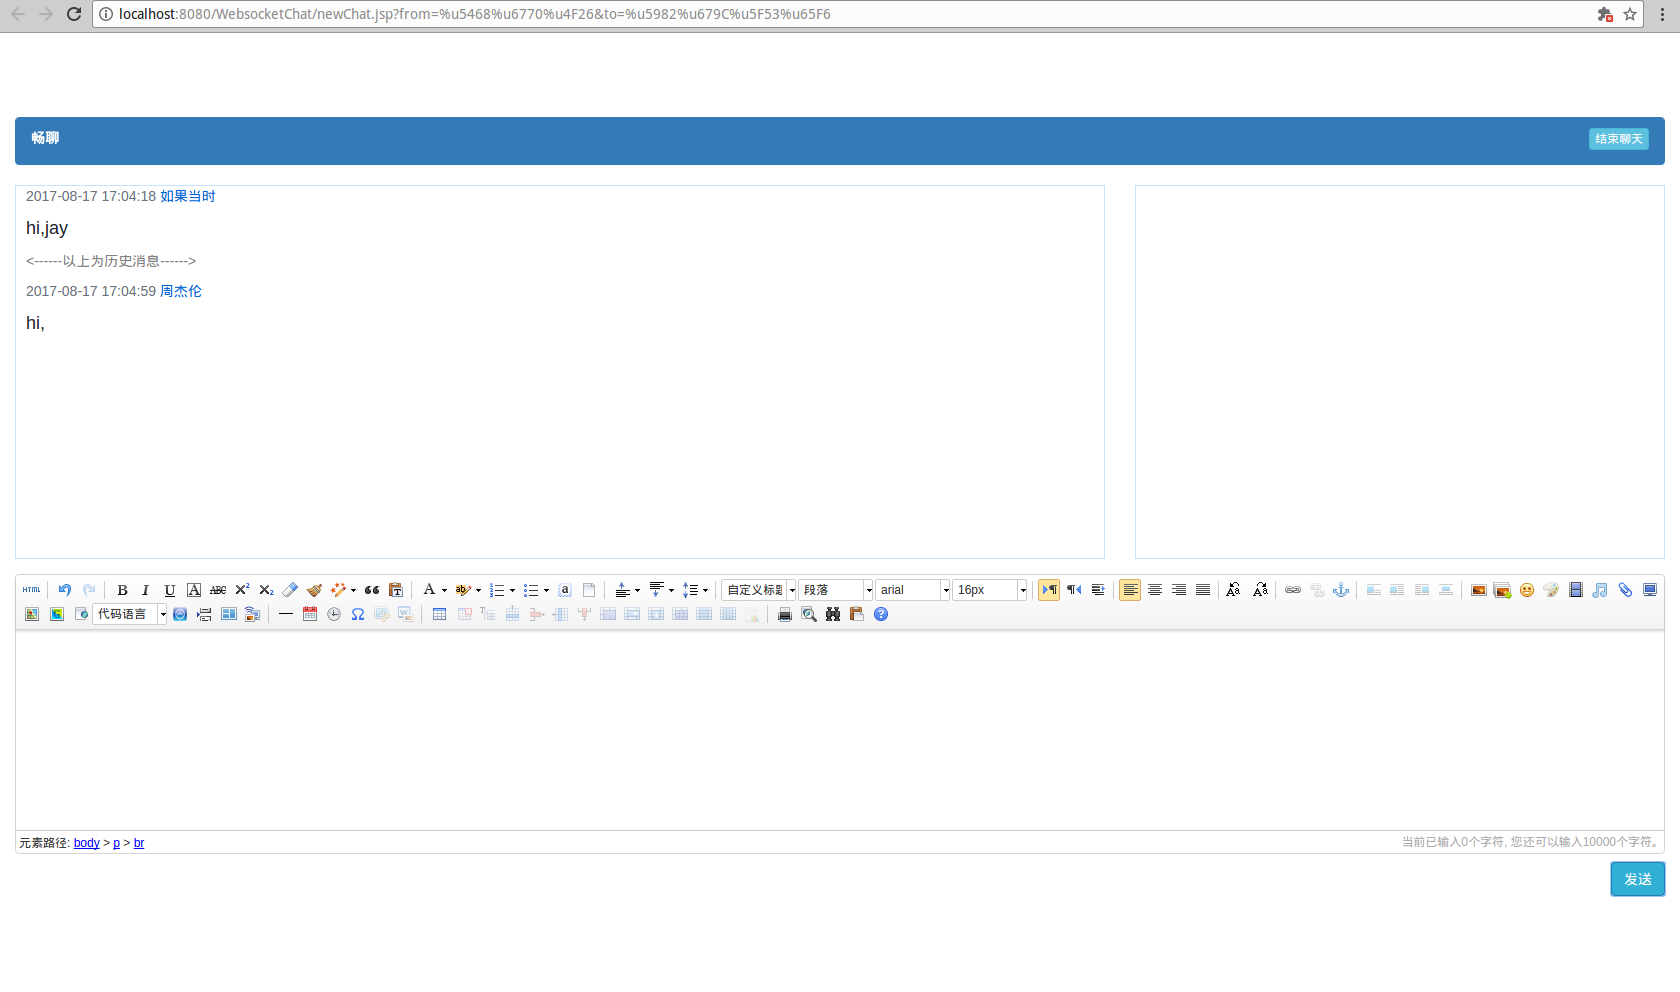 localhost:8080/WebsocketChat/newChat.jsp?from=%u5468%u6770%u4F26&to=%u5982%u679C%u5F53%u65F6
畅聊
结束聊天
2017-08-17 17:04:18 如果当时
hi,jay
<------以上为历史消息------>
2017-08-17 17:04:59 周杰伦
hi,
HTML B I U A ABC X² X₂ A ab a 自定义标题 段落 arial 16px
代码语言
元素路径: body > p > br
当前已输入0个字符, 您还可以输入10000个字符。
发送